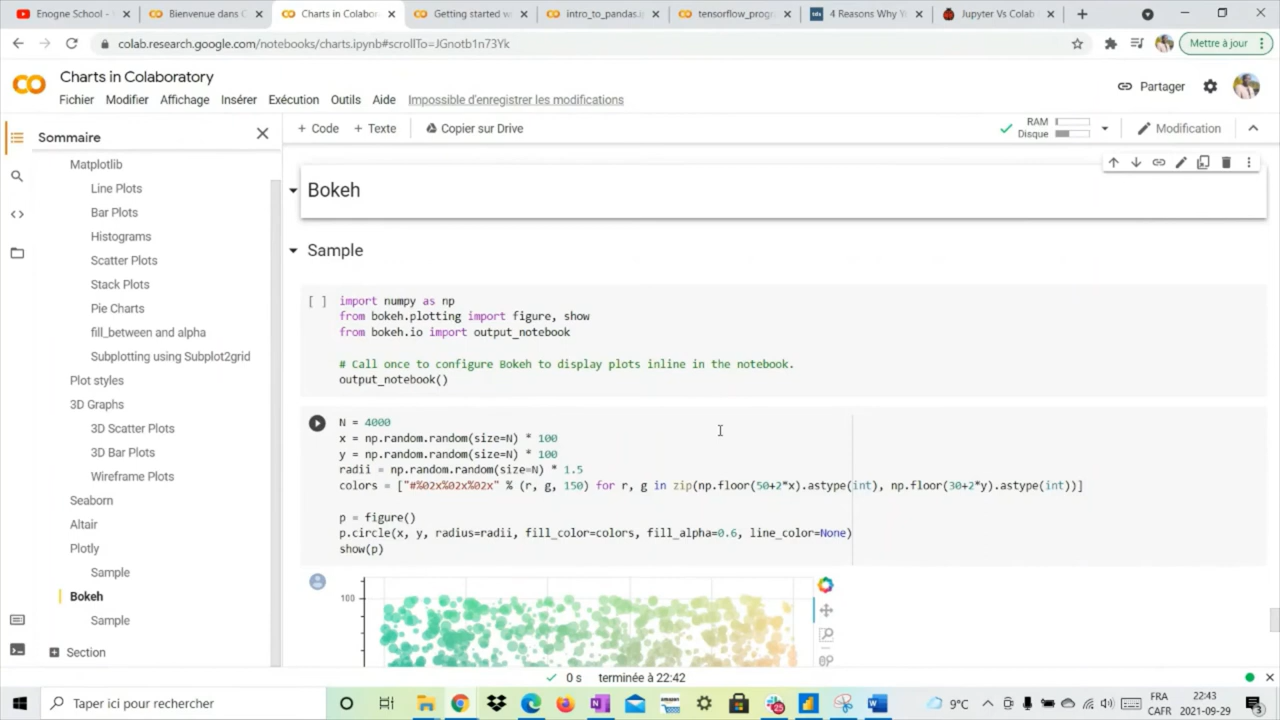 Enogne School -
Bienvenue dans C
Charts in Colabor
Getting started w
intro_to_pandas.i
tensorflow_progr
tds
4 Reasons Why Y
Jupyter Vs Colab
colab.research.google.com/notebooks/charts.ipynb#scrollTo=JGnotb1n73Yk
Mettre à jour
CO
Charts in Colaboratory
Fichier Modifier Affichage Insérer Exécution Outils Aide Impossible d'enregistrer les modifications
Partager
Sommaire
+ Code + Texte Copier sur Drive
RAM
Disque
Modification
Matplotlib
Line Plots
Bar Plots
Histograms
Scatter Plots
Stack Plots
Pie Charts
fill_between and alpha
Subplotting using Subplot2grid
Plot styles
3D Graphs
3D Scatter Plots
3D Bar Plots
Wireframe Plots
Seaborn
Altair
Plotly
Sample
Bokeh
Sample
Section
Bokeh
Sample
[ ] import numpy as np
from bokeh.plotting import figure, show
from bokeh.io import output_notebook
# Call once to configure Bokeh to display plots inline in the notebook.
output_notebook()
N = 4000
x = np.random.random(size=N) * 100
y = np.random.random(size=N) * 100
radii = np.random.random(size=N) * 1.5
colors = ["#%02x%02x%02x" % (r, g, 150) for r, g in zip(np.floor(50+2*x).astype(int), np.floor(30+2*y).astype(int))]
p = figure()
p.circle(x, y, radius=radii, fill_color=colors, fill_alpha=0.6, line_color=None)
show(p)
100
0 s terminée à 22:42
Taper ici pour rechercher
amazon
25
9°C
FRA
CAFR
22:43
2021-09-29
3